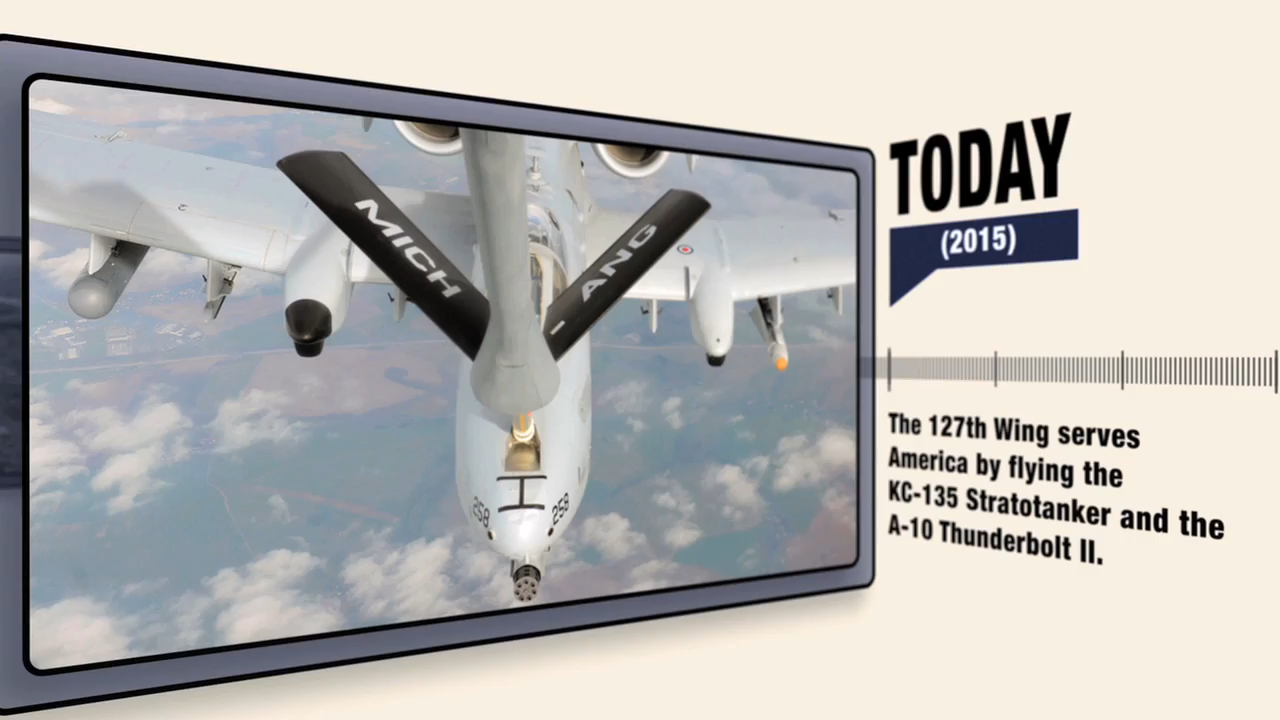 TODAY
(2015)
MICH
- ANG
258
258
The 127th Wing serves
America by flying the
KC-135 Stratotanker and the
A-10 Thunderbolt II.